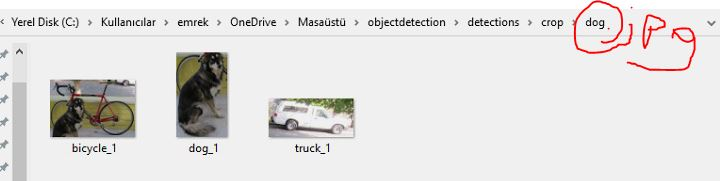 Yerel Disk (C:) > Kullanıcılar > emrek > OneDrive > Masaüstü > objectdetection > detections > crop > dog .jpg
bicycle_1 dog_1 truck_1